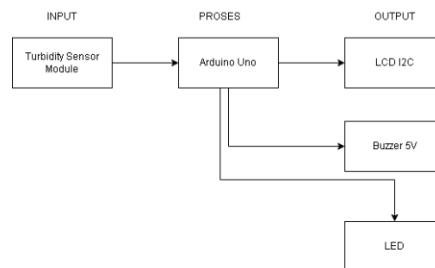 INPUT
PROSES
OUTPUT
Turbidity Sensor
Module
Arduino Uno
LCD I2C
Buzzer 5V
LED